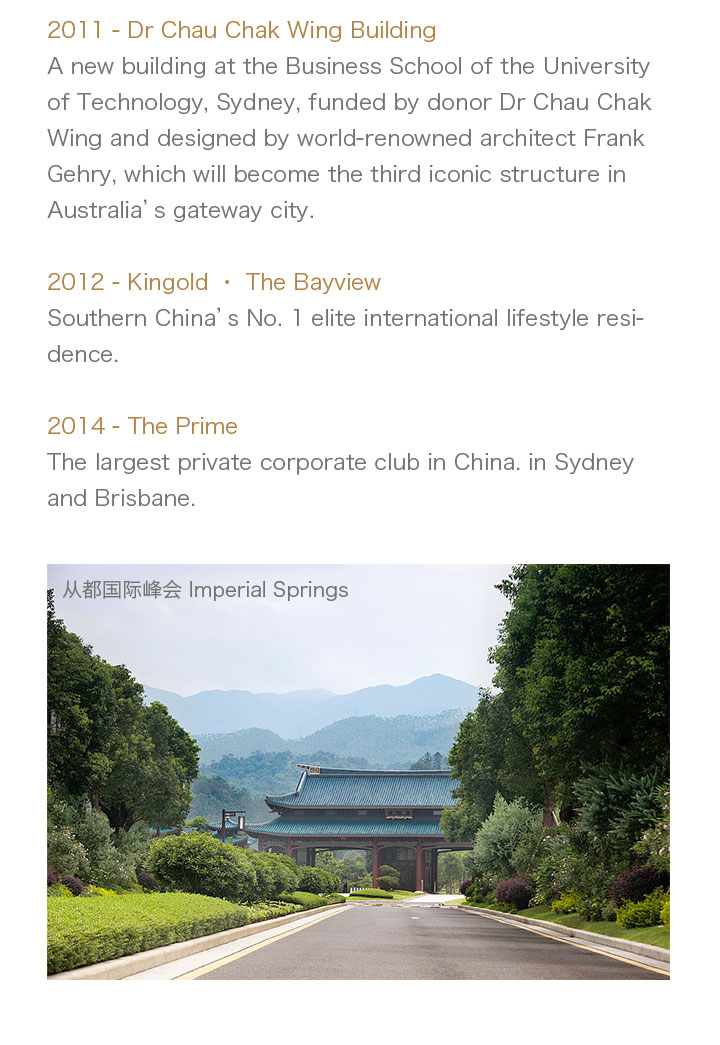 2011 - Dr Chau Chak Wing Building
A new building at the Business School of the University
of Technology, Sydney, funded by donor Dr Chau Chak
Wing and designed by world-renowned architect Frank
Gehry, which will become the third iconic structure in
Australia’s gateway city.
2012 - Kingold · The Bayview
Southern China’s No. 1 elite international lifestyle resi-
dence.
2014 - The Prime
The largest private corporate club in China. in Sydney
and Brisbane.
从都国际峰会 Imperial Springs